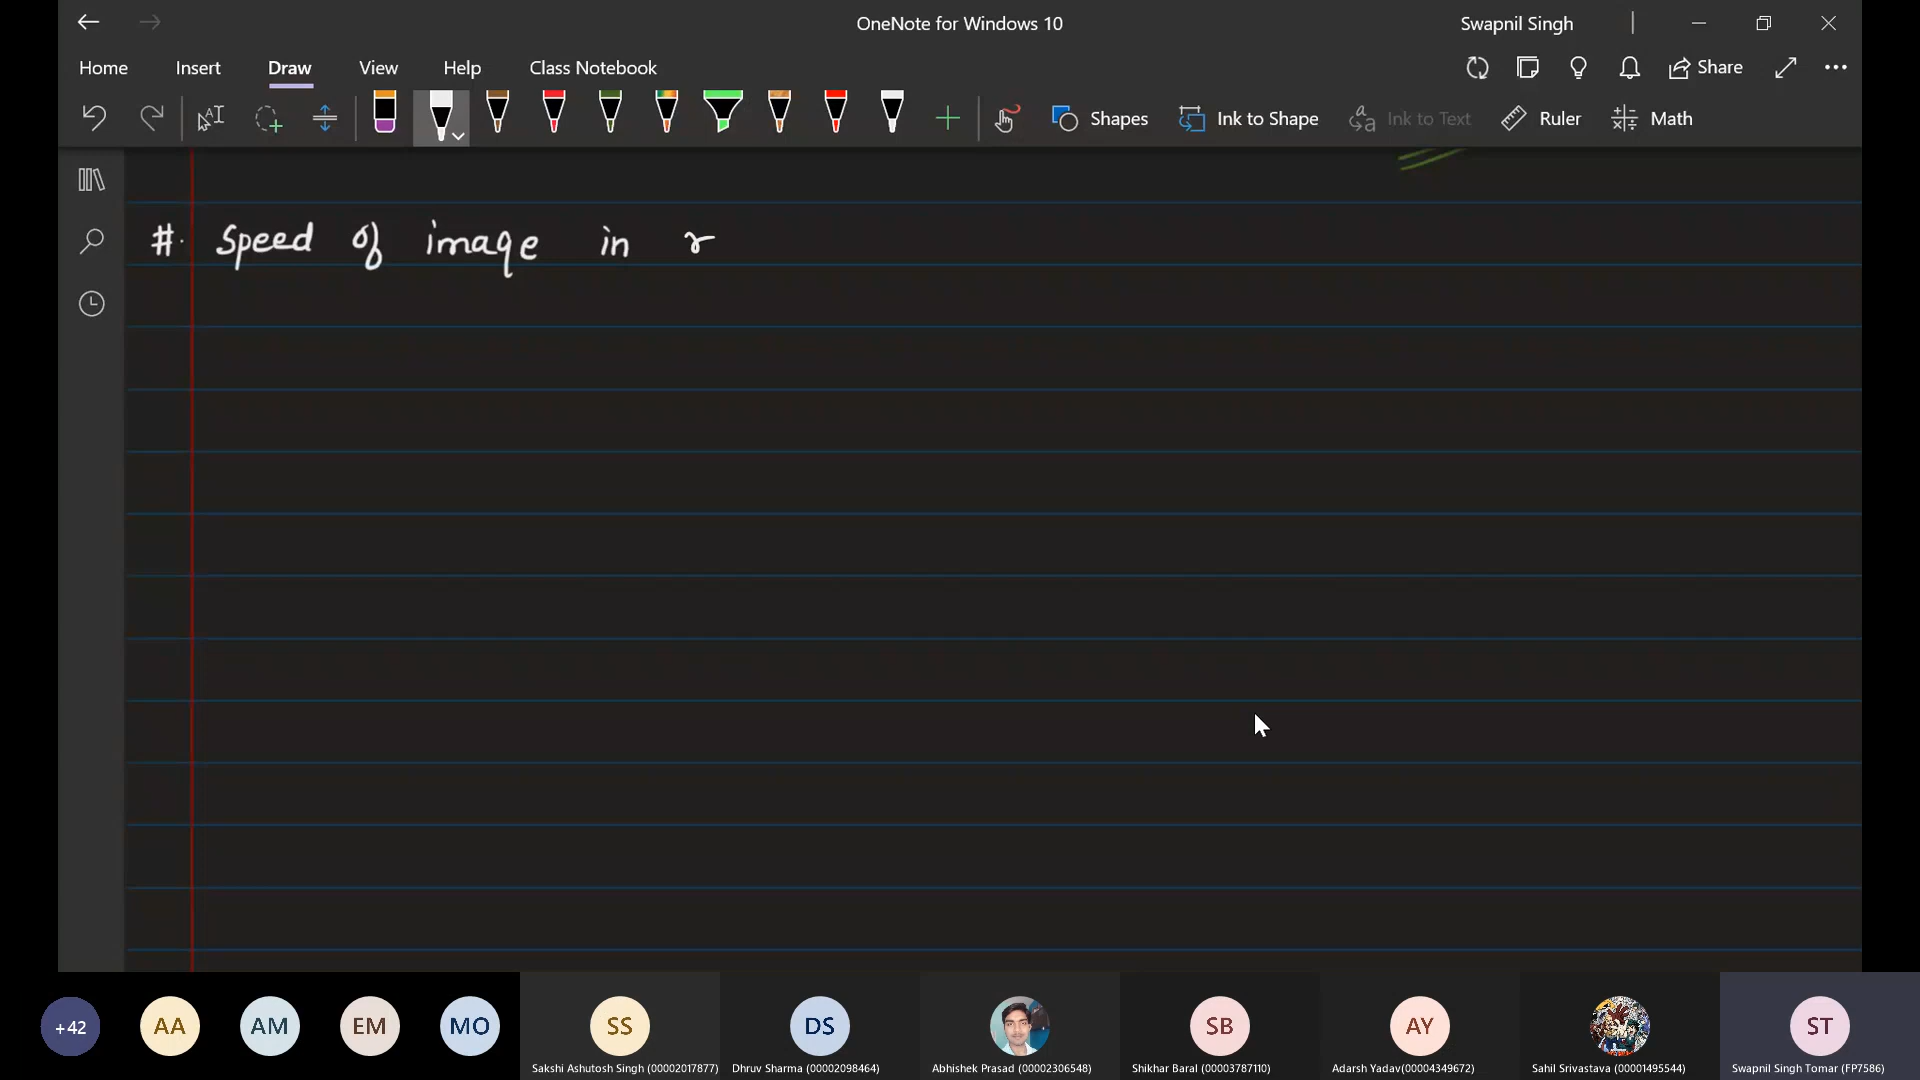 OneNote for Windows 10
Swapnil Singh
Home Insert Draw View Help Class Notebook
Share
Shapes Ink to Shape Ink to Text Ruler Math
# Speed of image in r
+42 AA AM EM MO SS DS SB AY ST
Sakshi Ashutosh Singh (00002017877) Dhruv Sharma (00002098464) Abhishek Prasad (00002306548) Shikhar Baral (00003787110) Adarsh Yadav(00004349672) Sahil Srivastava (00001495544) Swapnil Singh Tomar (FP7586)